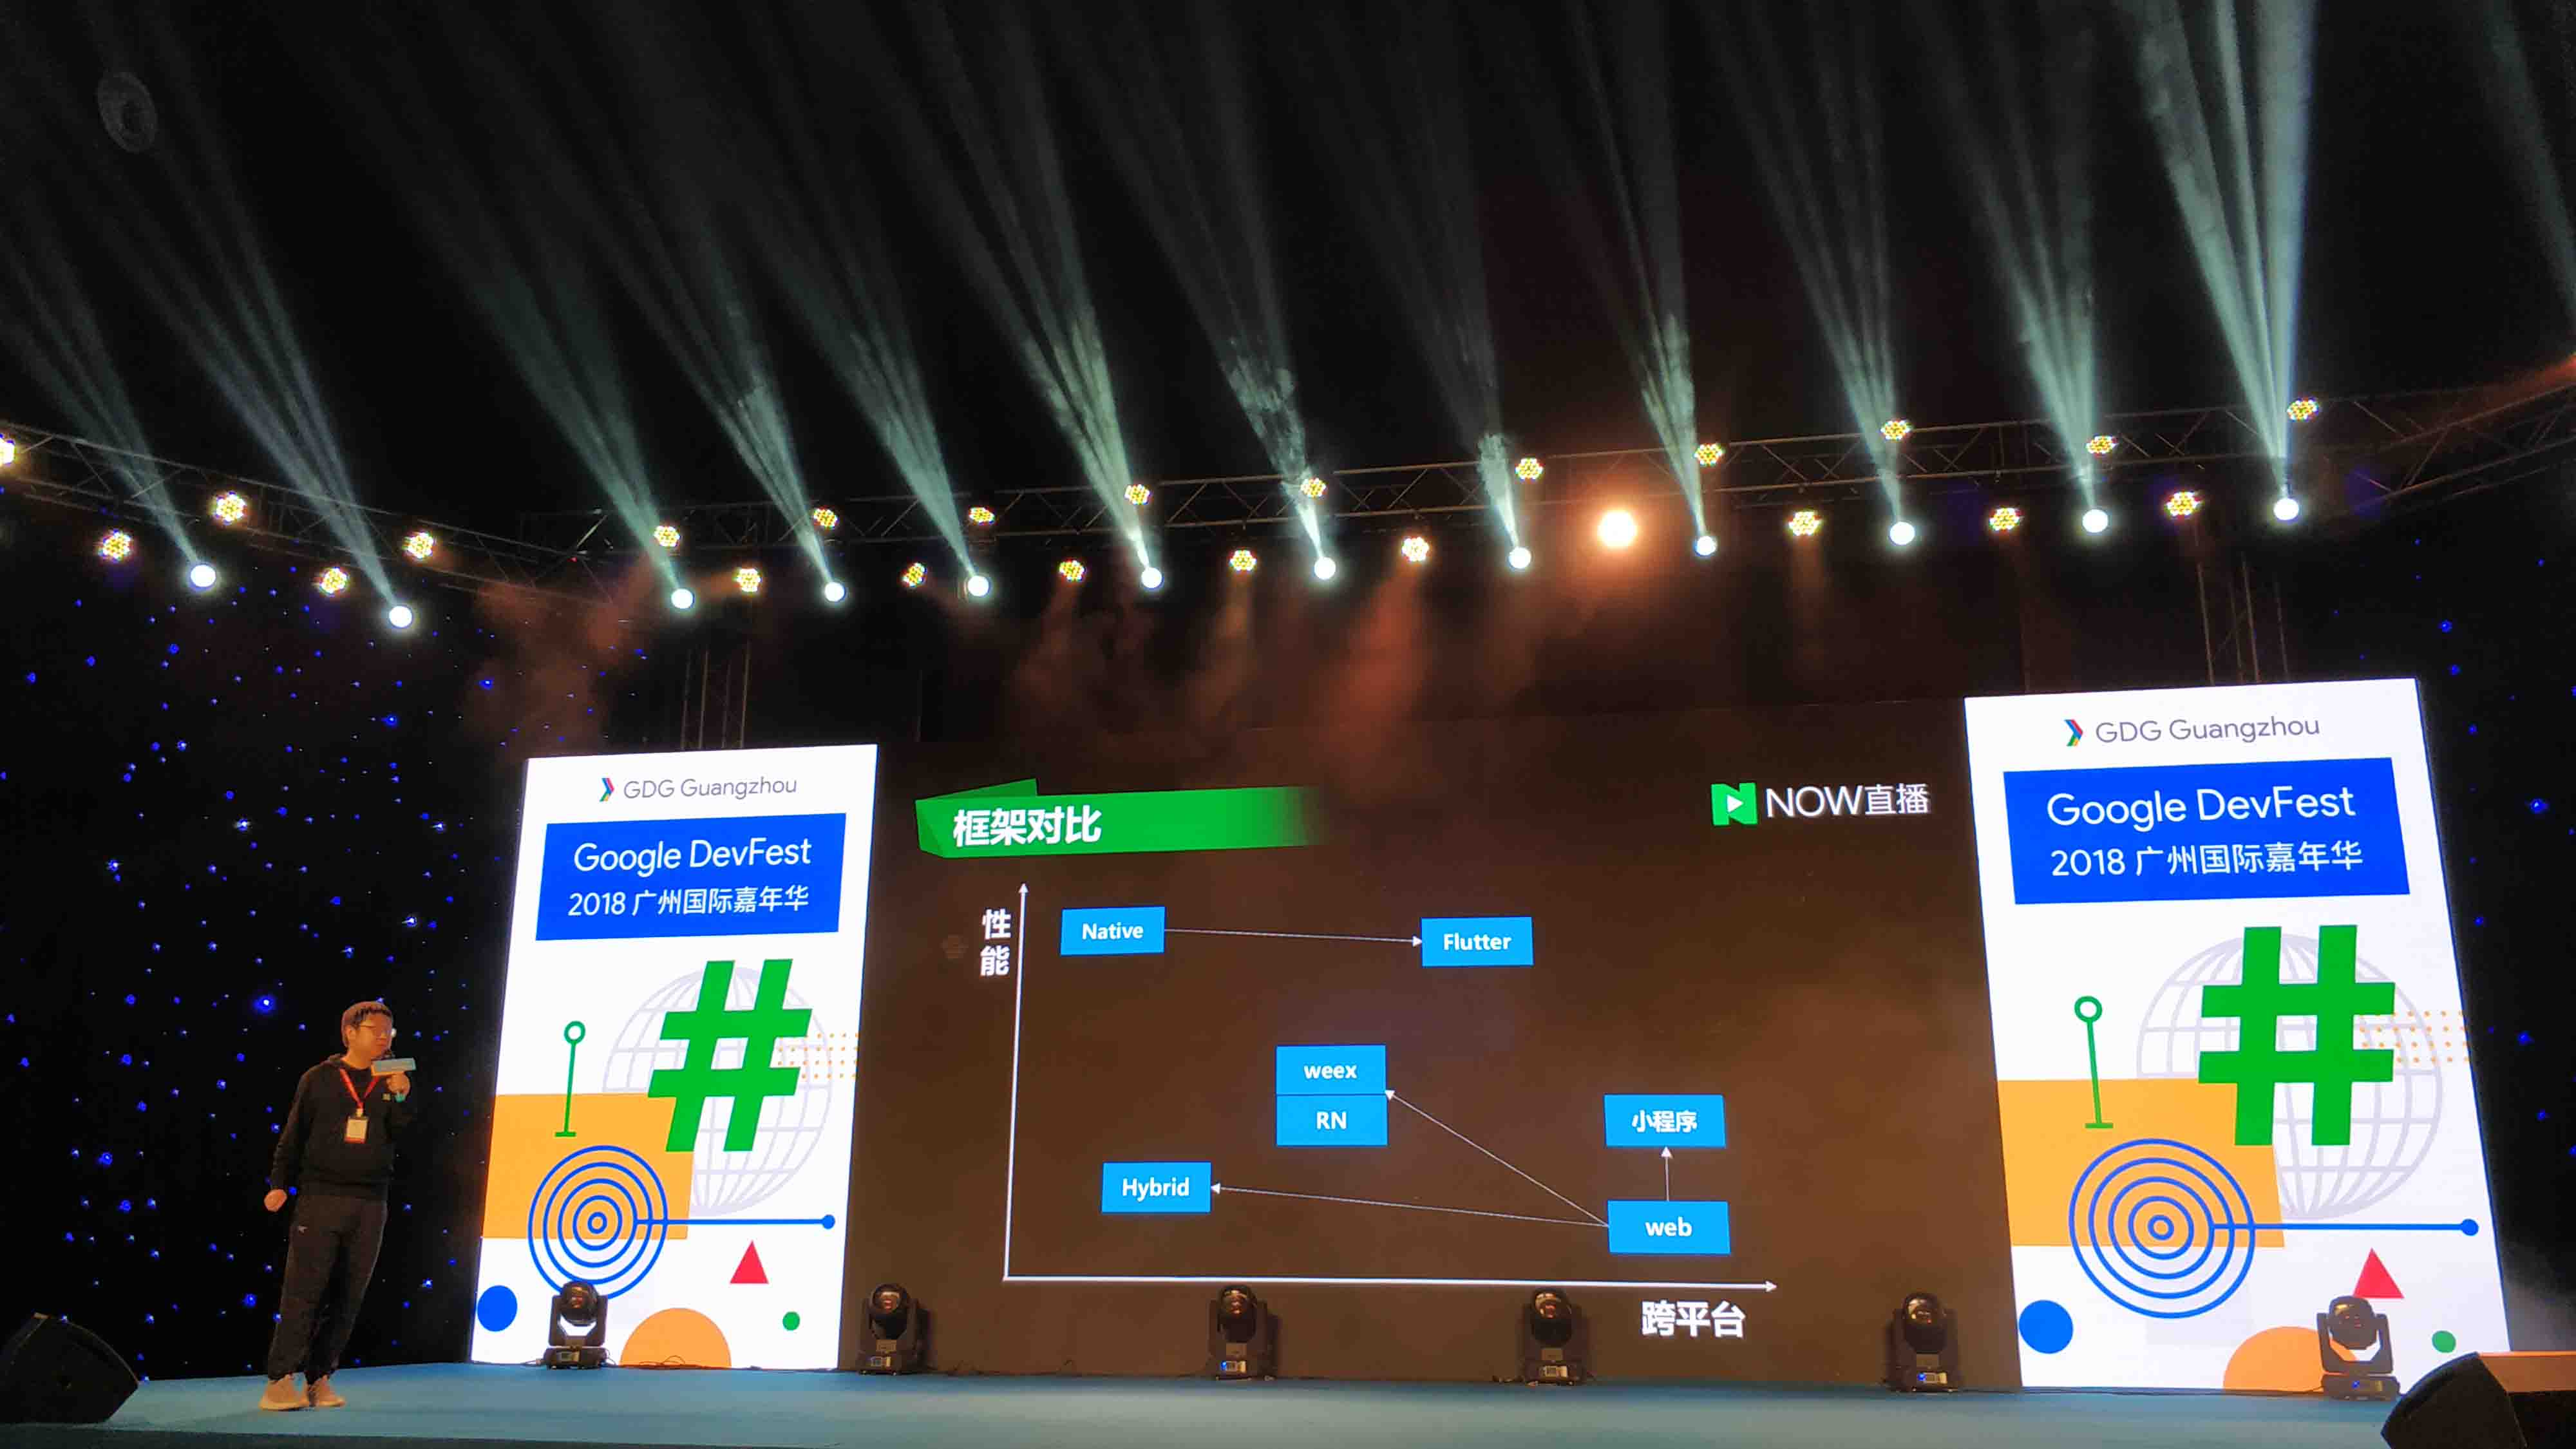 GDG Guangzhou
Google DevFest
2018 广州国际嘉年华
#
框架对比
NOW直播
性
能
Native
Flutter
weex
RN
小程序
Hybrid
web
跨平台
GDG Guangzhou
Google DevFest
2018 广州国际嘉年华
#